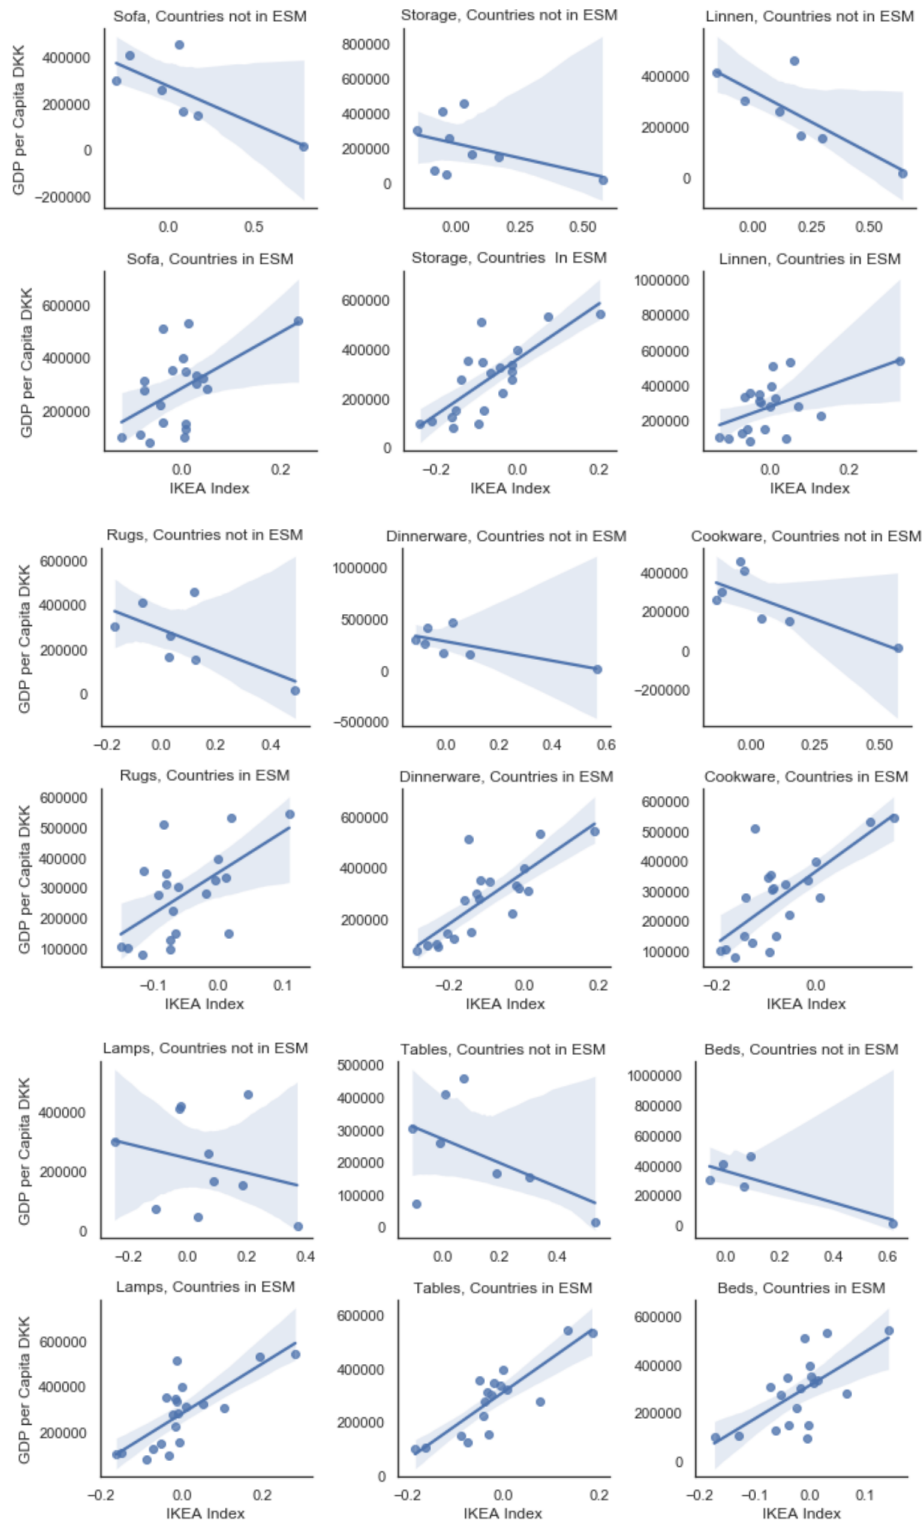 Sofa, Countries not in ESM
Storage, Countries not in ESM
Linnen, Countries not in ESM
GDP per Capita DKK
400000
200000
0
−200000
0.0 0.5
800000
600000
400000
200000
0
0.00 0.25 0.50
400000
200000
0
0.00 0.25 0.50
Sofa, Countries in ESM
Storage, Countries In ESM
Linnen, Countries in ESM
GDP per Capita DKK
600000
400000
200000
0.0 0.2
IKEA Index
600000
400000
200000
0
−0.2 0.0 0.2
IKEA Index
1000000
800000
600000
400000
200000
0.0 0.2
IKEA Index
Rugs, Countries not in ESM
Dinnerware, Countries not in ESM
Cookware, Countries not in ESM
GDP per Capita DKK
600000
400000
200000
0
−0.2 0.0 0.2 0.4
1000000
500000
0
−500000
0.0 0.2 0.4 0.6
400000
200000
0
−200000
0.00 0.25 0.50
Rugs, Countries in ESM
Dinnerware, Countries in ESM
Cookware, Countries in ESM
GDP per Capita DKK
600000
500000
400000
300000
200000
100000
−0.1 0.0 0.1
IKEA Index
600000
400000
200000
−0.2 0.0 0.2
IKEA Index
600000
500000
400000
300000
200000
100000
−0.2 0.0
IKEA Index
Lamps, Countries not in ESM
Tables, Countries not in ESM
Beds, Countries not in ESM
GDP per Capita DKK
400000
200000
0
−0.2 0.0 0.2 0.4
500000
400000
300000
200000
100000
0
0.0 0.2 0.4
1000000
800000
600000
400000
200000
0
0.0 0.2 0.4 0.6
Lamps, Countries in ESM
Tables, Countries in ESM
Beds, Countries in ESM
GDP per Capita DKK
600000
400000
200000
−0.2 0.0 0.2
IKEA Index
600000
400000
200000
0
−0.2 0.0 0.2
IKEA Index
600000
400000
200000
0
−0.2 −0.1 0.0 0.1
IKEA Index